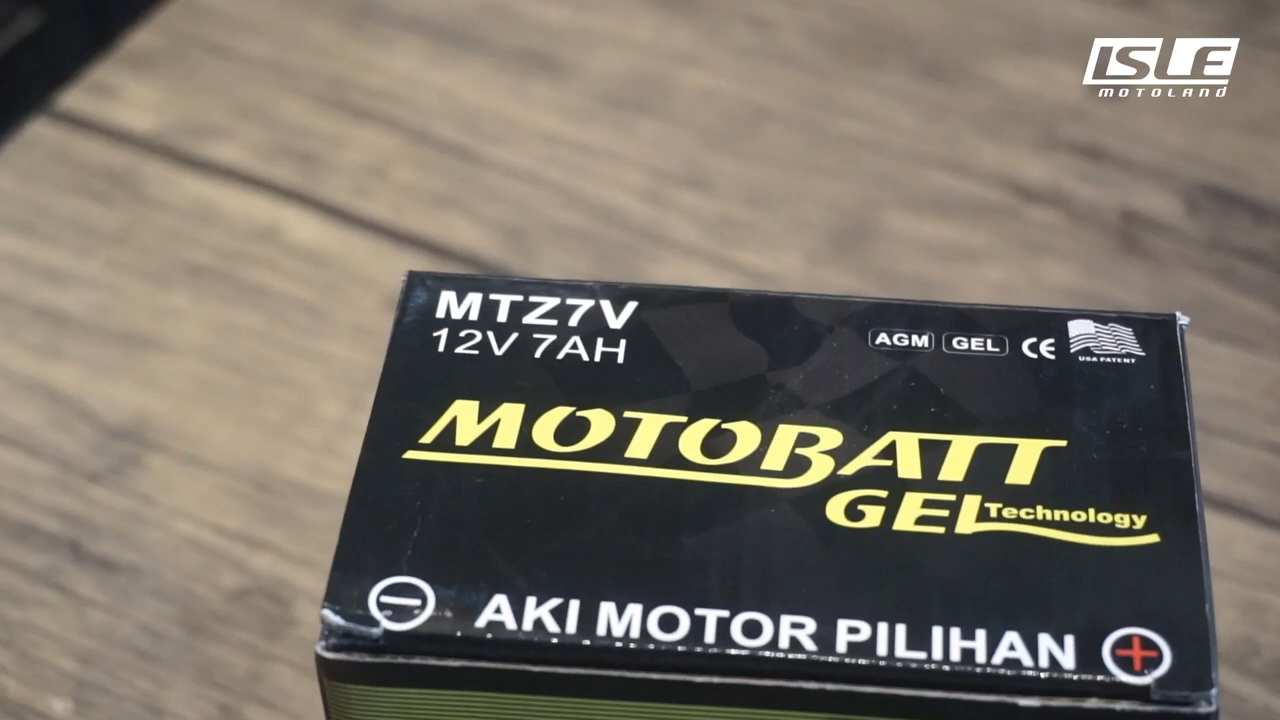 ISLE
MOTOLAND
MTZ7V
12V 7AH
AGM GEL CE
USA PATENT
MOTOBATT
GEL Technology
AKI MOTOR PILIHAN